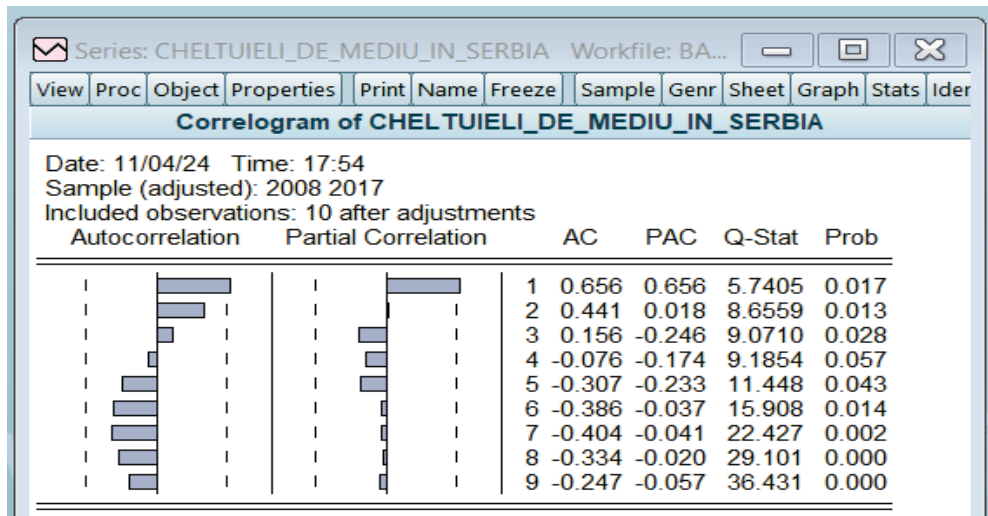 Series: CHELTUIELI_DE_MEDIU_IN_SERBIA Workfile: BA...
View Proc Object Properties Print Name Freeze Sample Genr Sheet Graph Stats Iden
Correlogram of CHELTUIELI_DE_MEDIU_IN_SERBIA
Date: 11/04/24 Time: 17:54
Sample (adjusted): 2008 2017
Included observations: 10 after adjustments
Autocorrelation Partial Correlation AC PAC Q-Stat Prob
1 0.656 0.656 5.7405 0.017
2 0.441 0.018 8.6559 0.013
3 0.156 -0.246 9.0710 0.028
4 -0.076 -0.174 9.1854 0.057
5 -0.307 -0.233 11.448 0.043
6 -0.386 -0.037 15.908 0.014
7 -0.404 -0.041 22.427 0.002
8 -0.334 -0.020 29.101 0.000
9 -0.247 -0.057 36.431 0.000